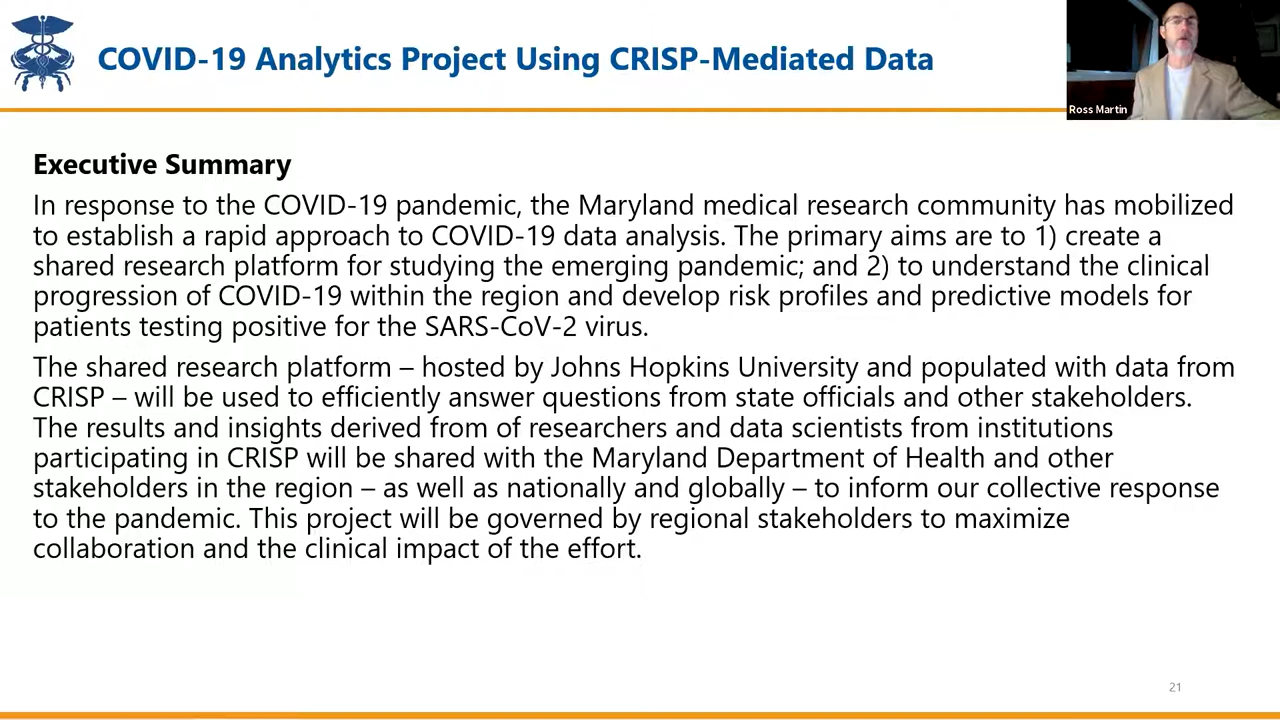 COVID-19 Analytics Project Using CRISP-Mediated Data
Ross Martin
Executive Summary
In response to the COVID-19 pandemic, the Maryland medical research community has mobilized
to establish a rapid approach to COVID-19 data analysis. The primary aims are to 1) create a
shared research platform for studying the emerging pandemic; and 2) to understand the clinical
progression of COVID-19 within the region and develop risk profiles and predictive models for
patients testing positive for the SARS-CoV-2 virus.
The shared research platform – hosted by Johns Hopkins University and populated with data from
CRISP – will be used to efficiently answer questions from state officials and other stakeholders.
The results and insights derived from of researchers and data scientists from institutions
participating in CRISP will be shared with the Maryland Department of Health and other
stakeholders in the region – as well as nationally and globally – to inform our collective response
to the pandemic. This project will be governed by regional stakeholders to maximize
collaboration and the clinical impact of the effort.
21